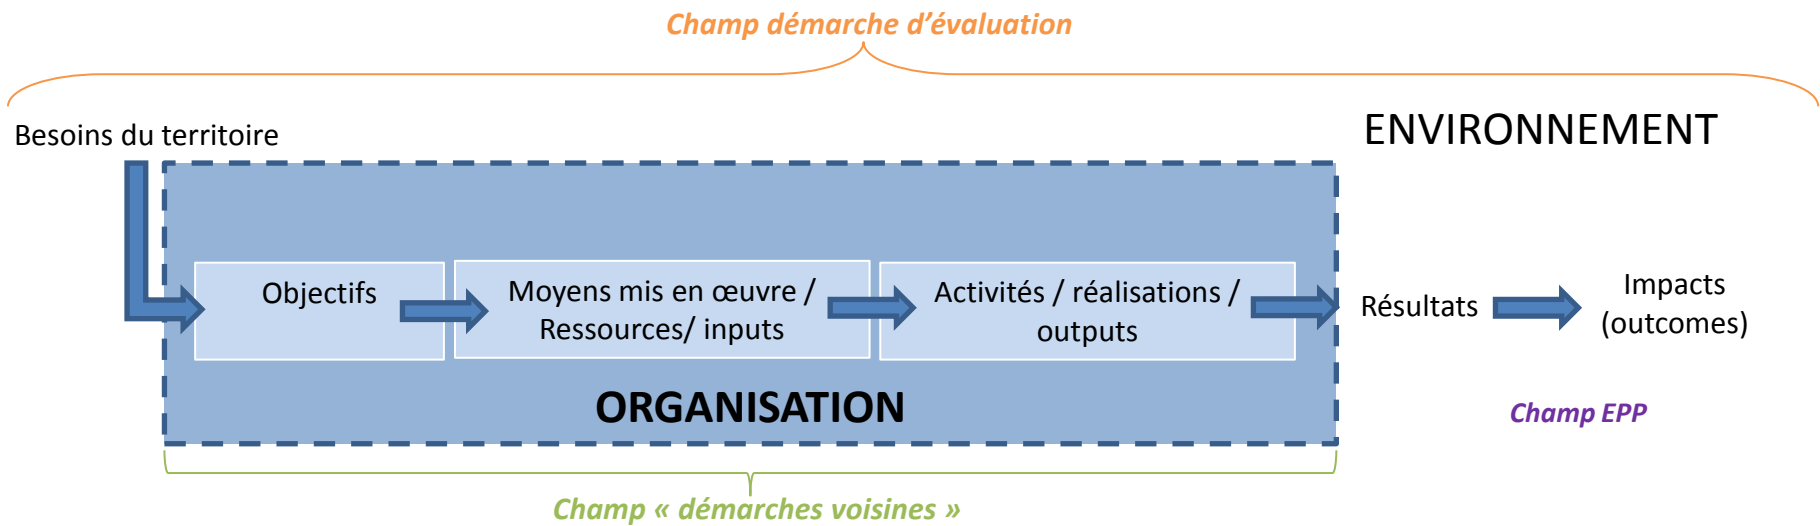 Champ démarche d’évaluation
Besoins du territoire
ENVIRONNEMENT
Objectifs
Moyens mis en œuvre /
Ressources/ inputs
Activités / réalisations /
outputs
Résultats
Impacts
(outcomes)
ORGANISATION
Champ EPP
Champ « démarches voisines »